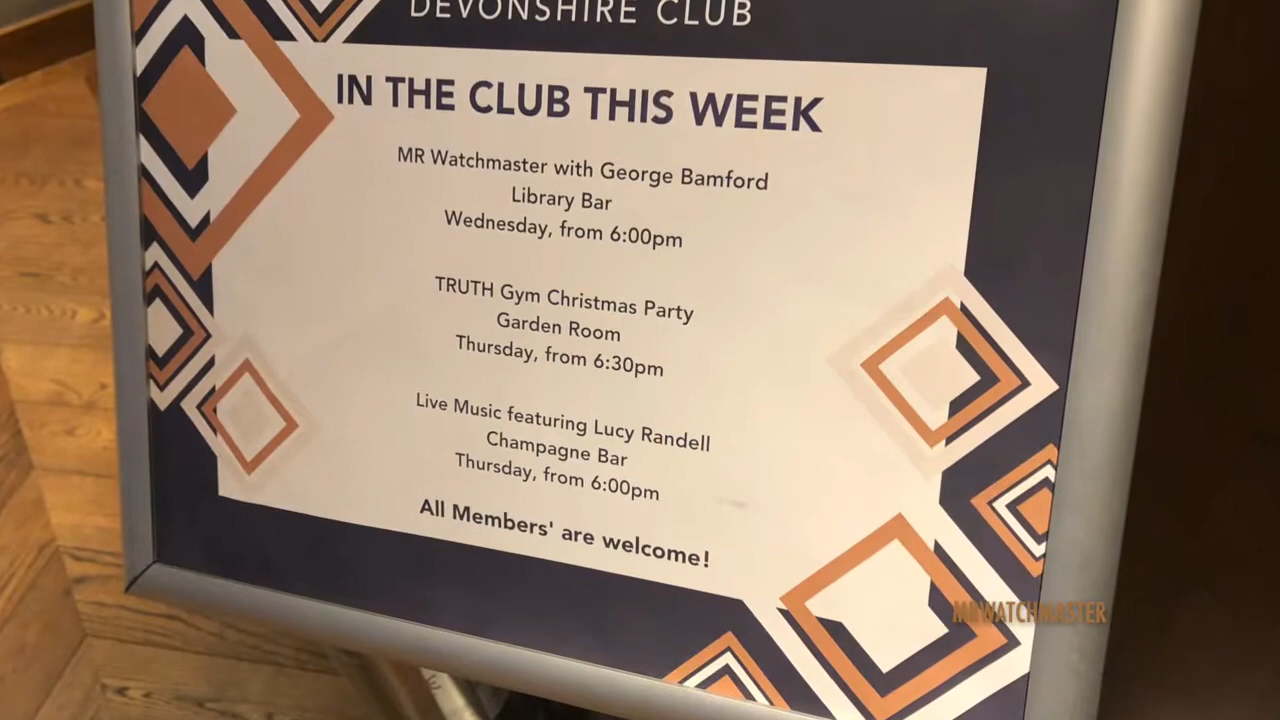 DEVONSHIRE CLUB
IN THE CLUB THIS WEEK
MR Watchmaster with George Bamford
Library Bar
Wednesday, from 6:00pm
TRUTH Gym Christmas Party
Garden Room
Thursday, from 6:30pm
Live Music featuring Lucy Randell
Champagne Bar
Thursday, from 6:00pm
All Members' are welcome!
MRWATCHMASTER